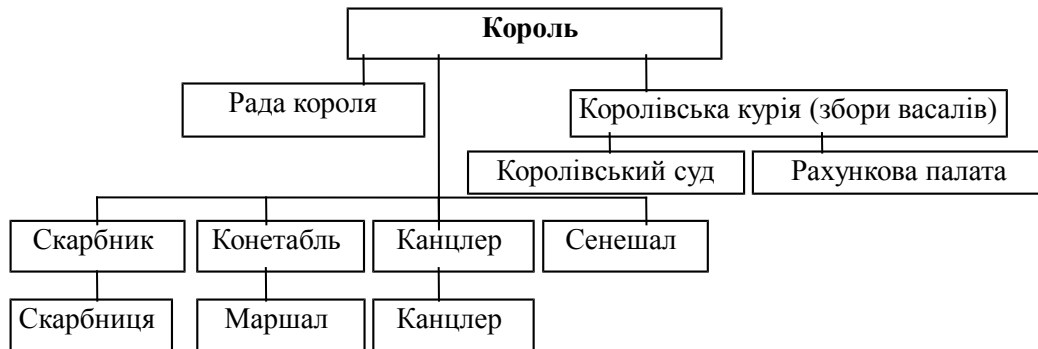 Король
Рада короля
Королівська курія (збори васалів)
Королівський суд
Рахункова палата
Скарбник
Конетабль
Канцлер
Сенешал
Скарбниця
Маршал
Канцлер